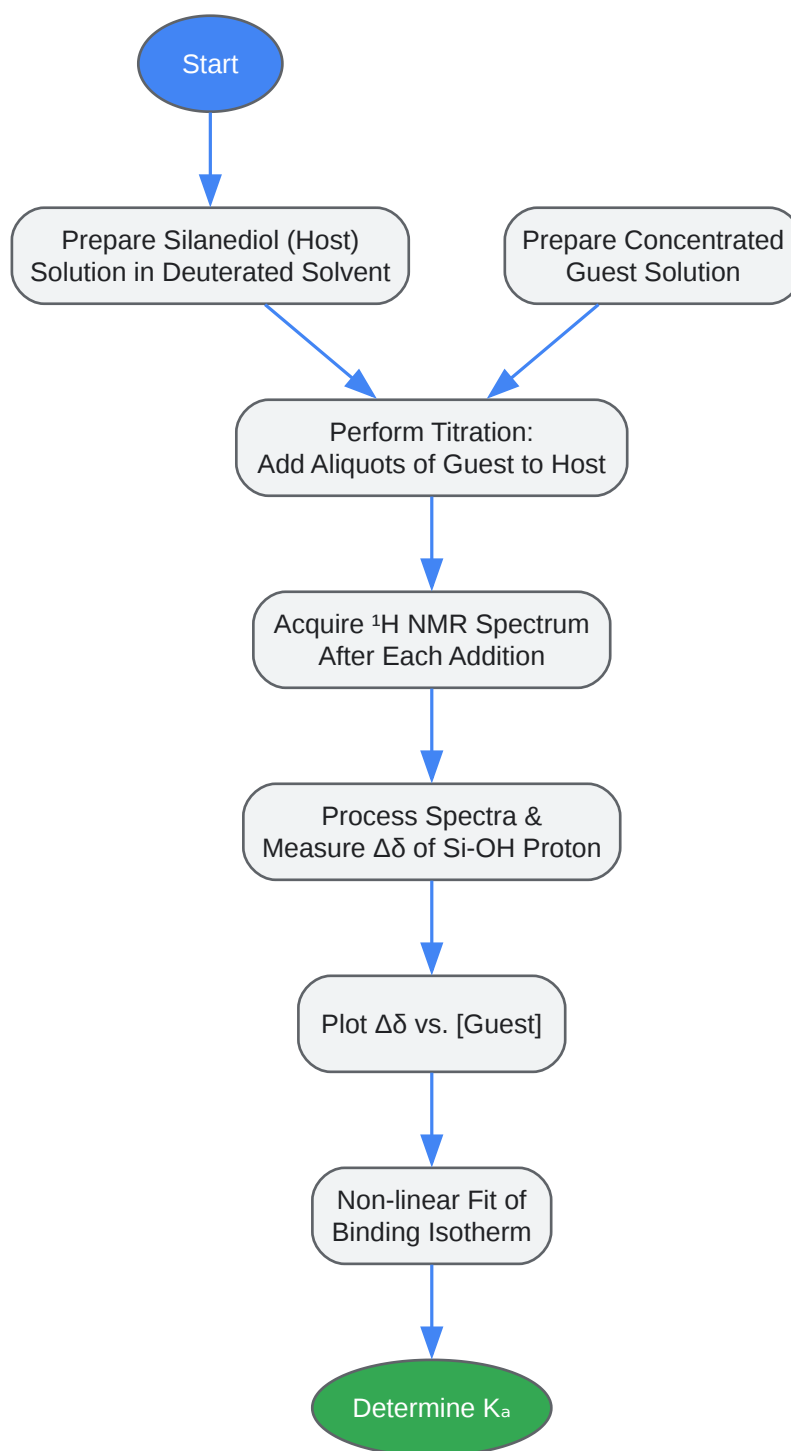 Start
Prepare Silanediol (Host)
Solution in Deuterated Solvent
Prepare Concentrated
Guest Solution
Perform Titration:
Add Aliquots of Guest to Host
Acquire ¹H NMR Spectrum
After Each Addition
Process Spectra &
Measure Δδ of Si-OH Proton
Plot Δδ vs. [Guest]
Non-linear Fit of
Binding Isotherm
Determine Kₐ